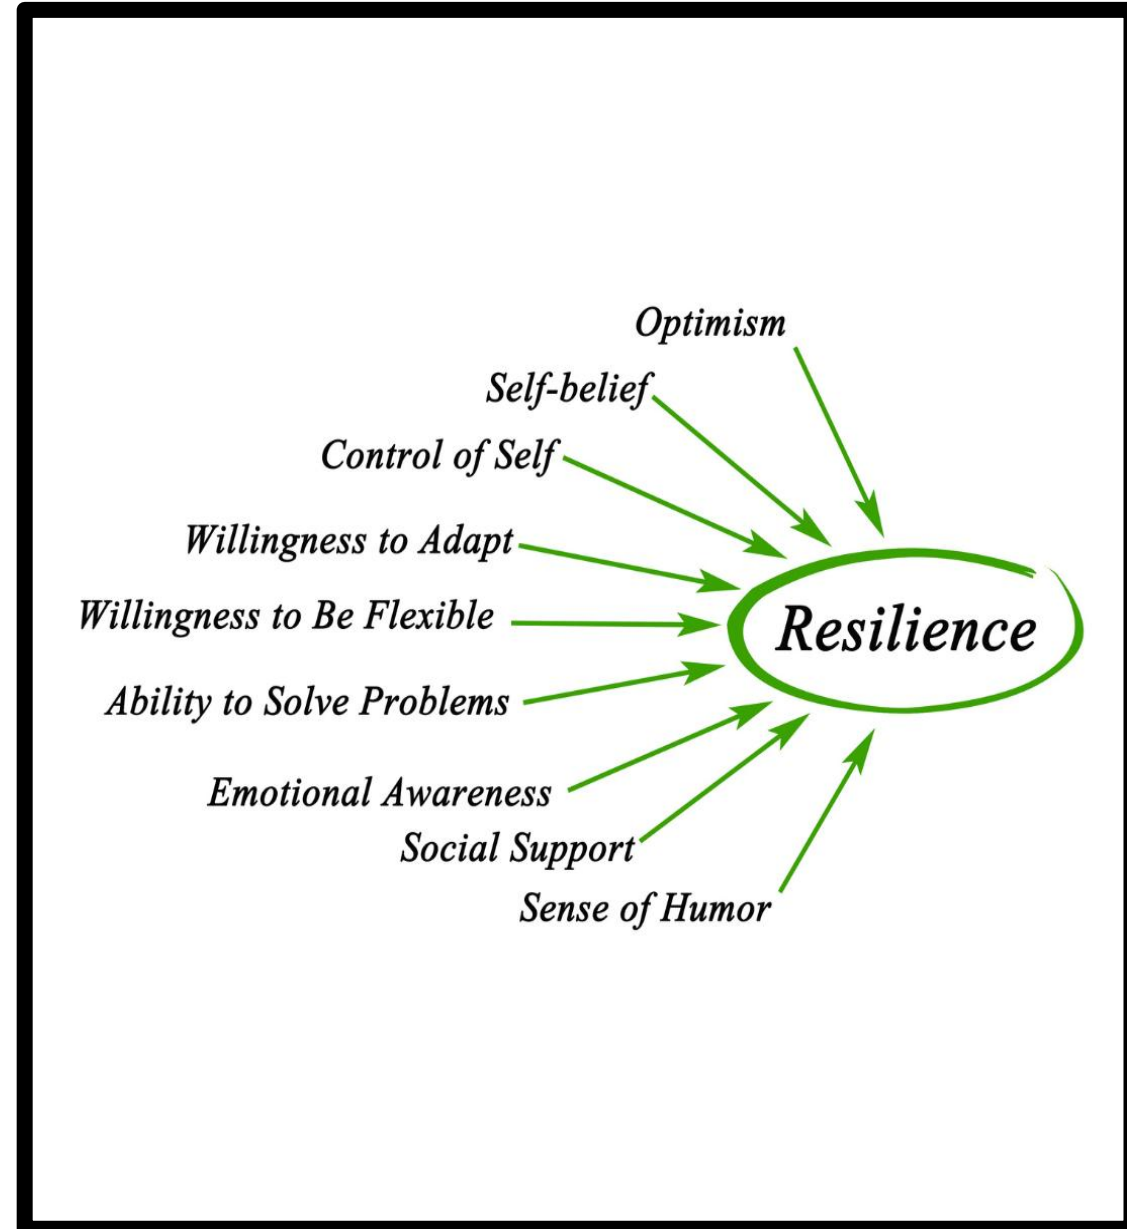 Optimism
Self-belief
Control of Self
Willingness to Adapt
Willingness to Be Flexible
Resilience
Ability to Solve Problems
Emotional Awareness
Social Support
Sense of Humor